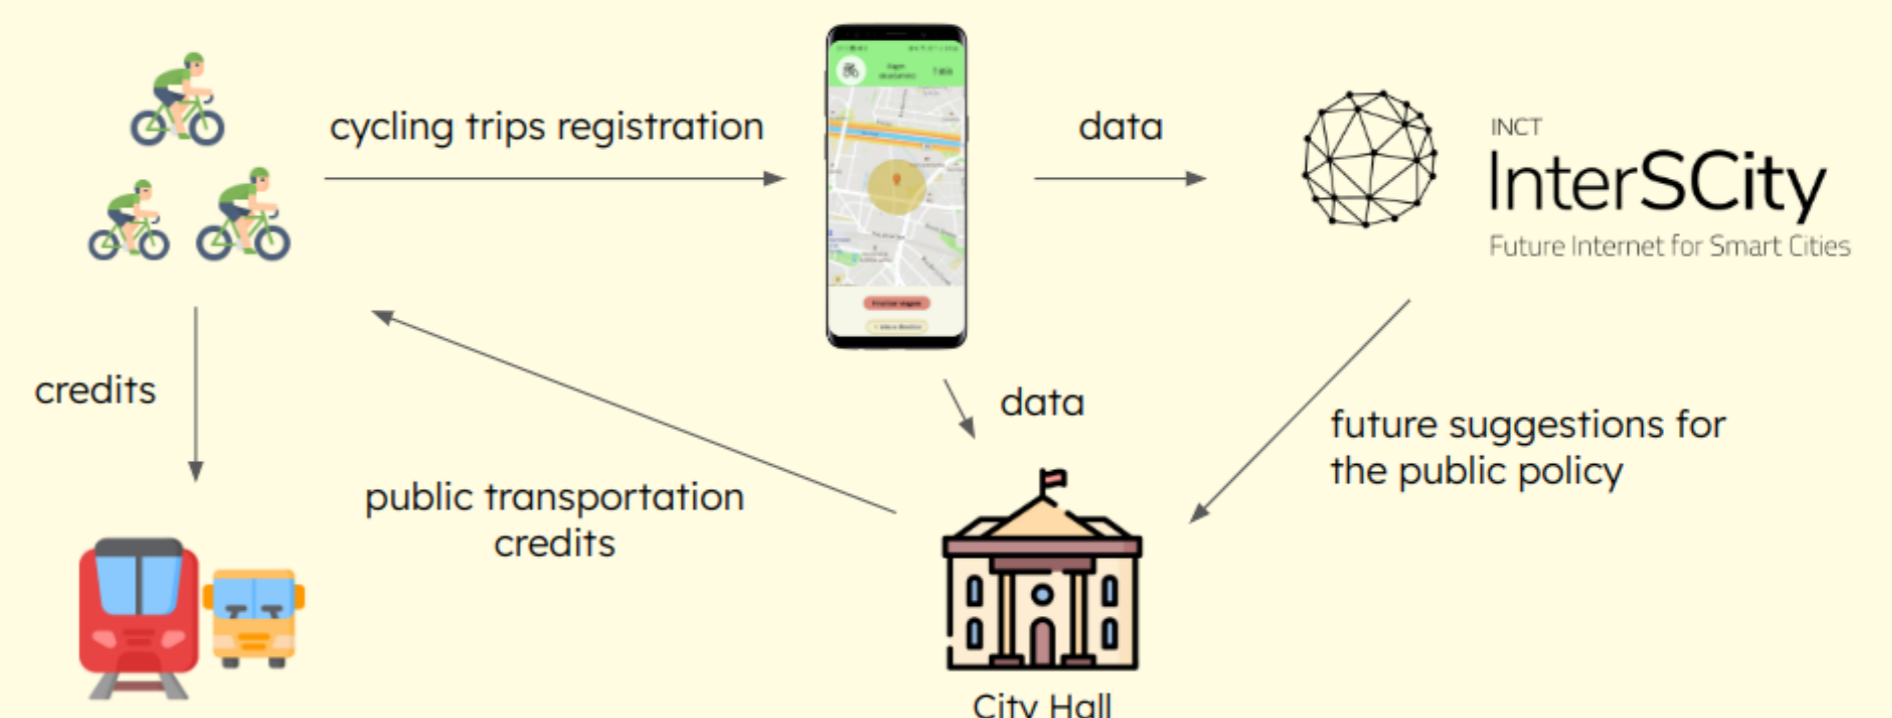 cycling trips registration
data
INCT
InterSCity
Future Internet for Smart Cities
credits
data
future suggestions for
the public policy
public transportation
credits
City Hall